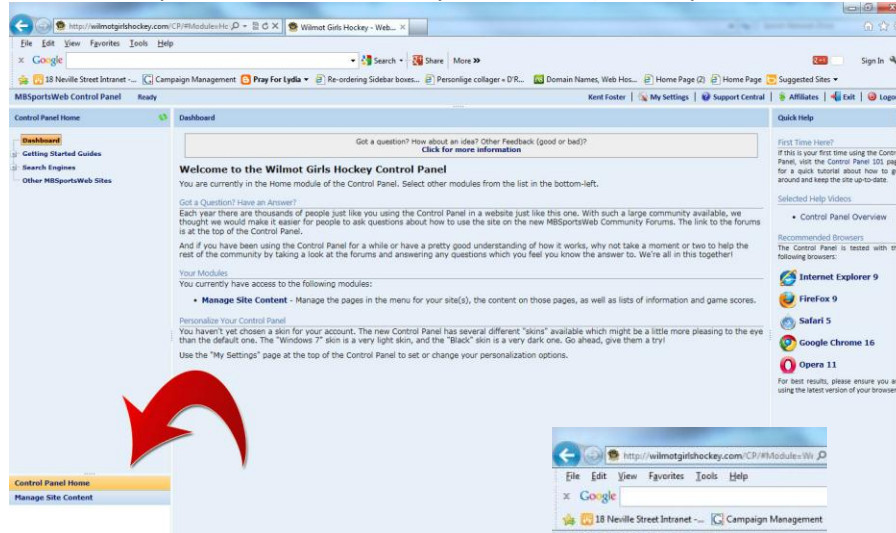 http://wilmotgirlshockey.com/CP/#Module=Hc
Wilmot Girls Hockey - Web... ×
File Edit View Favorites Tools Help
× Google Search Share More »
Sign In
18 Neville Street Intranet -... Campaign Management Pray For Lydia Re-ordering Sidebar boxes... Personlige collager « D'R... Domain Names, Web Hos... Home Page (2) Home Page Suggested Sites
MBSportsWeb Control Panel Ready Kent Foster | My Settings | Support Central | Affiliates | Exit | Logo
Control Panel Home
Dashboard
Getting Started Guides
Search Engines
Other MBSportsWeb Sites
Dashboard
Got a question? How about an idea? Other Feedback (good or bad)?
Click for more information
Welcome to the Wilmot Girls Hockey Control Panel
You are currently in the Home module of the Control Panel. Select other modules from the list in the bottom-left.
Got a Question? Have an Answer?
Each year there are thousands of people just like you using the Control Panel in a website just like this one. With such a large community available, we
thought we would make it easier for people to ask questions about how to use the site on the new MBSportsWeb Community Forums. The link to the forums
is at the top of the Control Panel.
And if you have been using the Control Panel for a while or have a pretty good understanding of how it works, why not take a moment or two to help the
rest of the community by taking a look at the forums and answering any questions which you feel you know the answer to. We're all in this together!
Your Modules
You currently have access to the following modules:
• Manage Site Content - Manage the pages in the menu for your site(s), the content on those pages, as well as lists of information and game scores.
Personalize Your Control Panel
You haven't yet chosen a skin for your account. The new Control Panel has several different "skins" available which might be a little more pleasing to the eye
than the default one. The "Windows 7" skin is a very light skin, and the "Black" skin is a very dark one. Go ahead, give them a try!
Use the "My Settings" page at the top of the Control Panel to set or change your personalization options.
Quick Help
First Time Here?
If this is your first time using the Contr
Panel, visit the Control Panel 101 pag
for a quick tutorial about how to g
around and keep the site up-to-date.
Selected Help Videos
• Control Panel Overview
Recommended Browsers
The Control Panel is tested with th
following browsers:
Internet Explorer 9
FireFox 9
Safari 5
Google Chrome 16
Opera 11
For best results, please ensure you a
using the latest version of your browser
Control Panel Home
Manage Site Content
http://wilmotgirlshockey.com/CP/#Module=We
File Edit View Favorites Tools Help
× Google
18 Neville Street Intranet -... Campaign Management